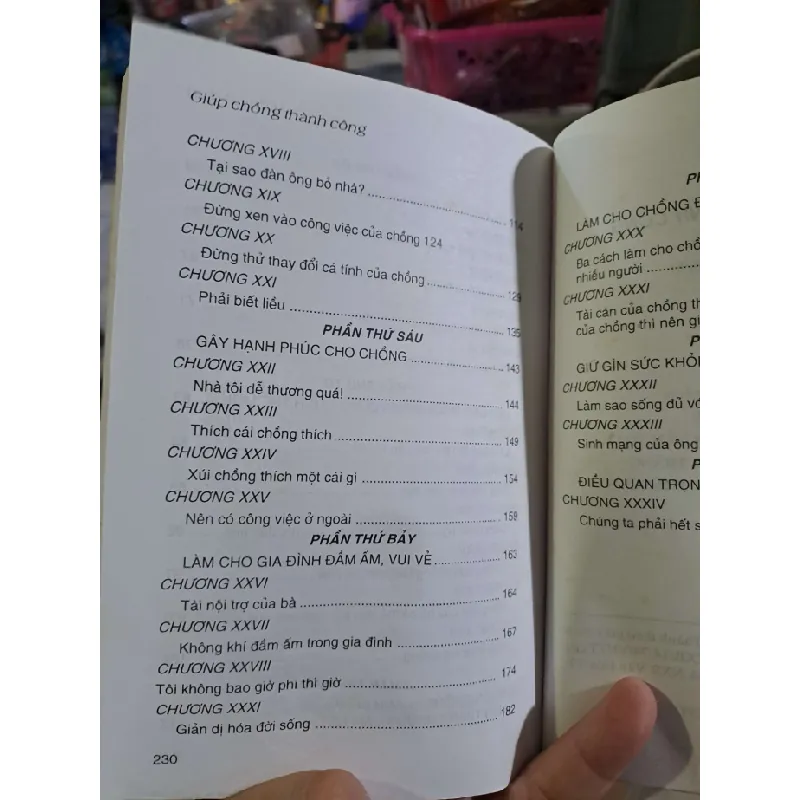 Giúp chồng thành công
CHƯƠNG XVIII
Tại sao đàn ông bỏ nhà? 114
CHƯƠNG XIX
Đừng xen vào công việc của chồng 124
CHƯƠNG XX
Đừng thử thay đổi cá tính của chồng 129
CHƯƠNG XXI
Phải biết liều 135
PHẦN THỨ SÁU
GÂY HẠNH PHÚC CHO CHỒNG 143
CHƯƠNG XXII
Nhà tôi dễ thương quá! 144
CHƯƠNG XXIII
Thích cái chồng thích 149
CHƯƠNG XXIV
Xúi chồng thích một cái gì 154
CHƯƠNG XXV
Nên có công việc ở ngoài 158
PHẦN THỨ BẢY
LÀM CHO GIA ĐÌNH ĐẦM ẤM, VUI VẺ 163
CHƯƠNG XXVI
Tài nội trợ của bà 164
CHƯƠNG XXVII
Không khí đầm ấm trong gia đình 167
CHƯƠNG XXVIII
Tôi không bao giờ phí thì giờ 174
CHƯƠNG XXXI
Giản dị hóa đời sống 182
230
LÀM CHO CHỒNG
CHƯƠNG XXX
Ba cách làm cho
nhiều người
CHƯƠNG XXXI
Tài cán của chồng
của chồng thì nên
GIỮ GÌN SỨC
CHƯƠNG XXXII
Làm sao sống đủ
CHƯƠNG XXXIII
Sinh mạng của ông
ĐIỀU QUAN
CHƯƠNG XXXIV
Chúng ta phải hết